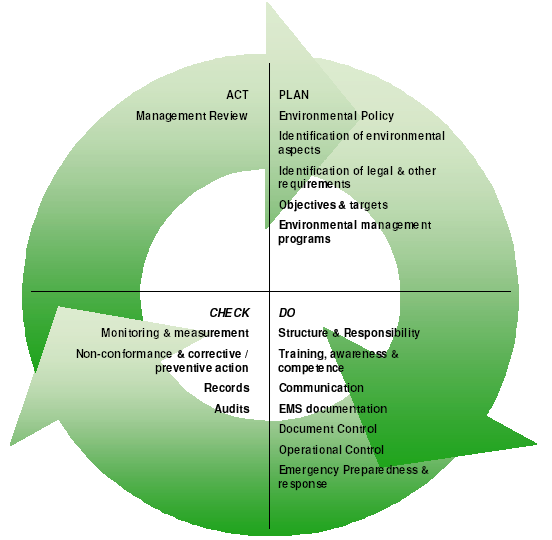 ACT
Management Review
PLAN
Environmental Policy
Identification of environmental
aspects
Identification of legal & other
requirements
Objectives & targets
Environmental management
programs
CHECK
Monitoring & measurement
Non-conformance & corrective /
preventive action
Records
Audits
DO
Structure & Responsibility
Training, awareness &
competence
Communication
EMS documentation
Document Control
Operational Control
Emergency Preparedness &
response